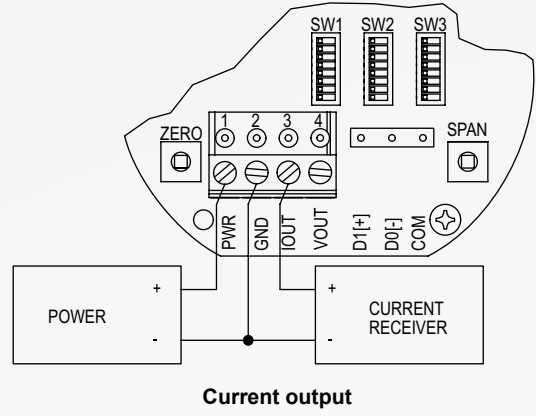 SW1 SW2 SW3
1 2 3 4
ZERO
SPAN
PWR
GND
IOUT
VOUT
D1[+]
D0[-]
COM
+
POWER
-
+
CURRENT
RECEIVER
-
Current output